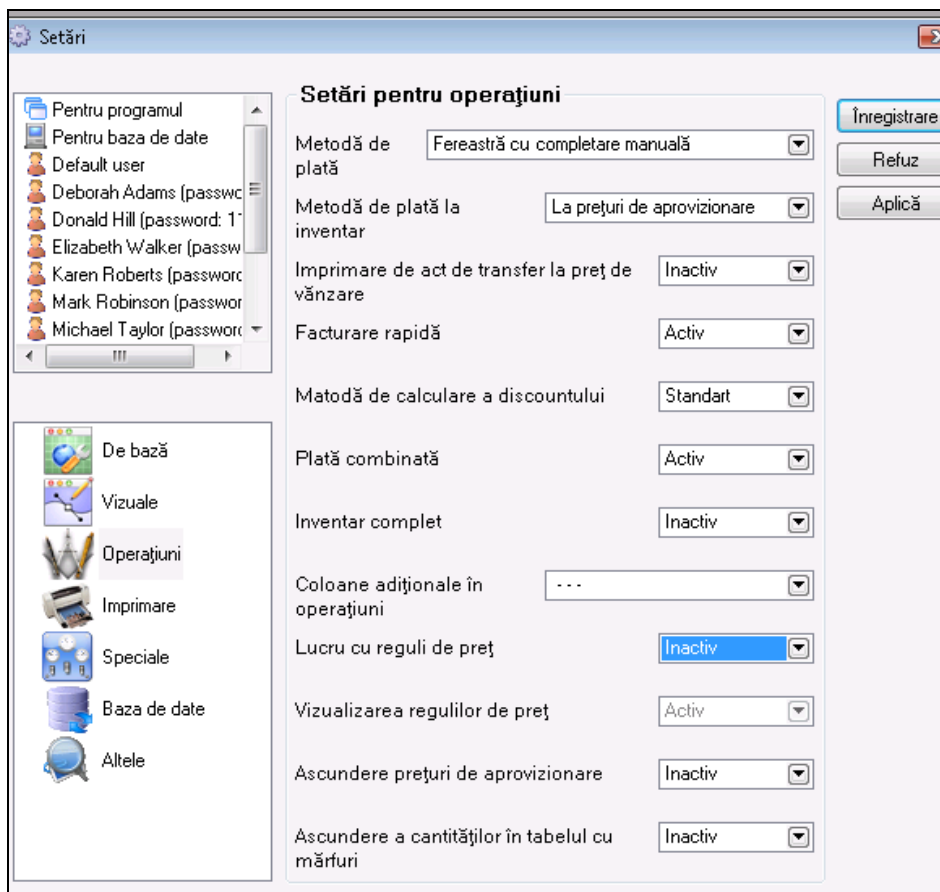 Setări
Pentru programul
Pentru baza de date
Default user
Deborah Adams (passwc
Donald Hill (password: 1
Elizabeth Walker (passw
Karen Roberts (password
Mark Robinson (passwor
Michael Taylor (password
De bază
Vizuale
Operaţiuni
Imprimare
Speciale
Baza de date
Altele
Setări pentru operaţiuni
Metodă de
plată
Fereastră cu completare manuală
Metodă de plată la
inventar
La preţuri de aprovizionare
Imprimare de act de transfer la preţ de
vănzare
Inactiv
Facturare rapidă
Activ
Matodă de calculare a discountului
Standart
Plată combinată
Activ
Inventar complet
Inactiv
Coloane adiţionale în
operaţiuni
---
Lucru cu reguli de preţ
Inactiv
Vizualizarea regulilor de preţ
Activ
Ascundere preţuri de aprovizionare
Inactiv
Ascundere a cantităţilor în tabelul cu
mărfuri
Inactiv
Înregistrare
Refuz
Aplică